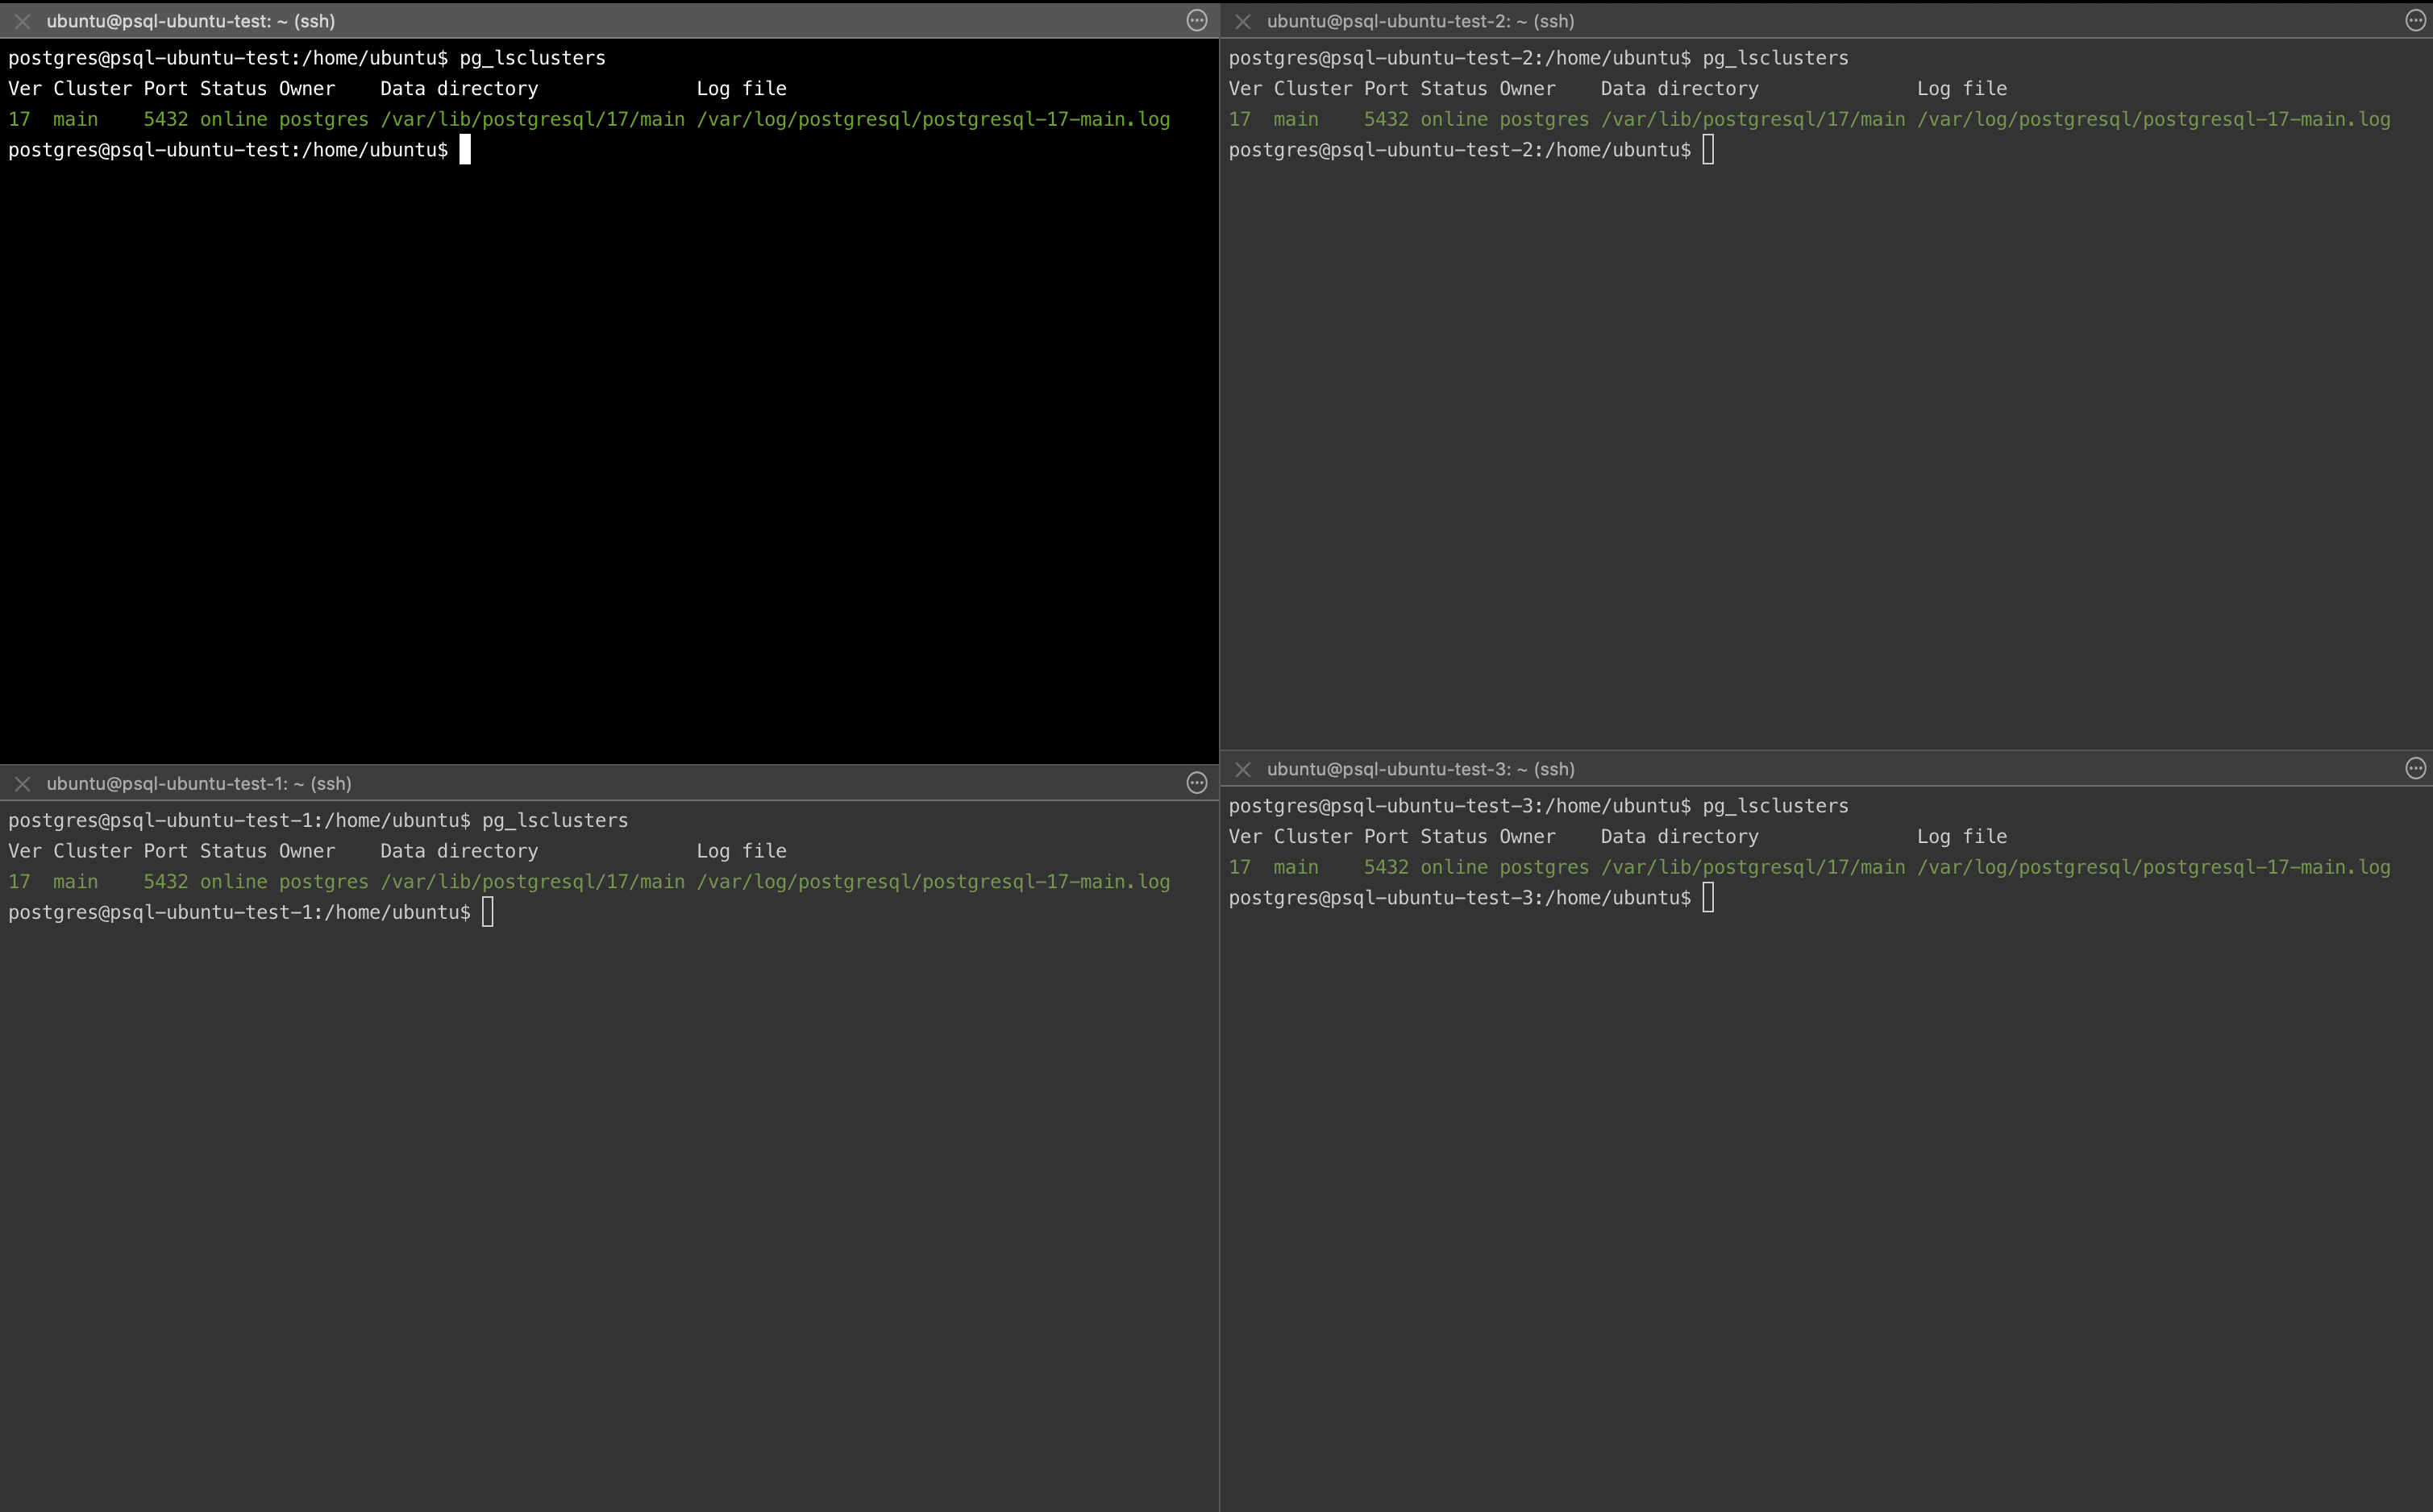 ubuntu@psql-ubuntu-test: ~ (ssh)
postgres@psql-ubuntu-test:/home/ubuntu$ pg_lsclusters
Ver Cluster Port Status Owner    Data directory              Log file
17  main    5432 online postgres /var/lib/postgresql/17/main /var/log/postgresql/postgresql-17-main.log
postgres@psql-ubuntu-test:/home/ubuntu$
ubuntu@psql-ubuntu-test-1: ~ (ssh)
postgres@psql-ubuntu-test-1:/home/ubuntu$ pg_lsclusters
Ver Cluster Port Status Owner    Data directory              Log file
17  main    5432 online postgres /var/lib/postgresql/17/main /var/log/postgresql/postgresql-17-main.log
postgres@psql-ubuntu-test-1:/home/ubuntu$
ubuntu@psql-ubuntu-test-2: ~ (ssh)
postgres@psql-ubuntu-test-2:/home/ubuntu$ pg_lsclusters
Ver Cluster Port Status Owner    Data directory              Log file
17  main    5432 online postgres /var/lib/postgresql/17/main /var/log/postgresql/postgresql-17-main.log
postgres@psql-ubuntu-test-2:/home/ubuntu$
ubuntu@psql-ubuntu-test-3: ~ (ssh)
postgres@psql-ubuntu-test-3:/home/ubuntu$ pg_lsclusters
Ver Cluster Port Status Owner    Data directory              Log file
17  main    5432 online postgres /var/lib/postgresql/17/main /var/log/postgresql/postgresql-17-main.log
postgres@psql-ubuntu-test-3:/home/ubuntu$